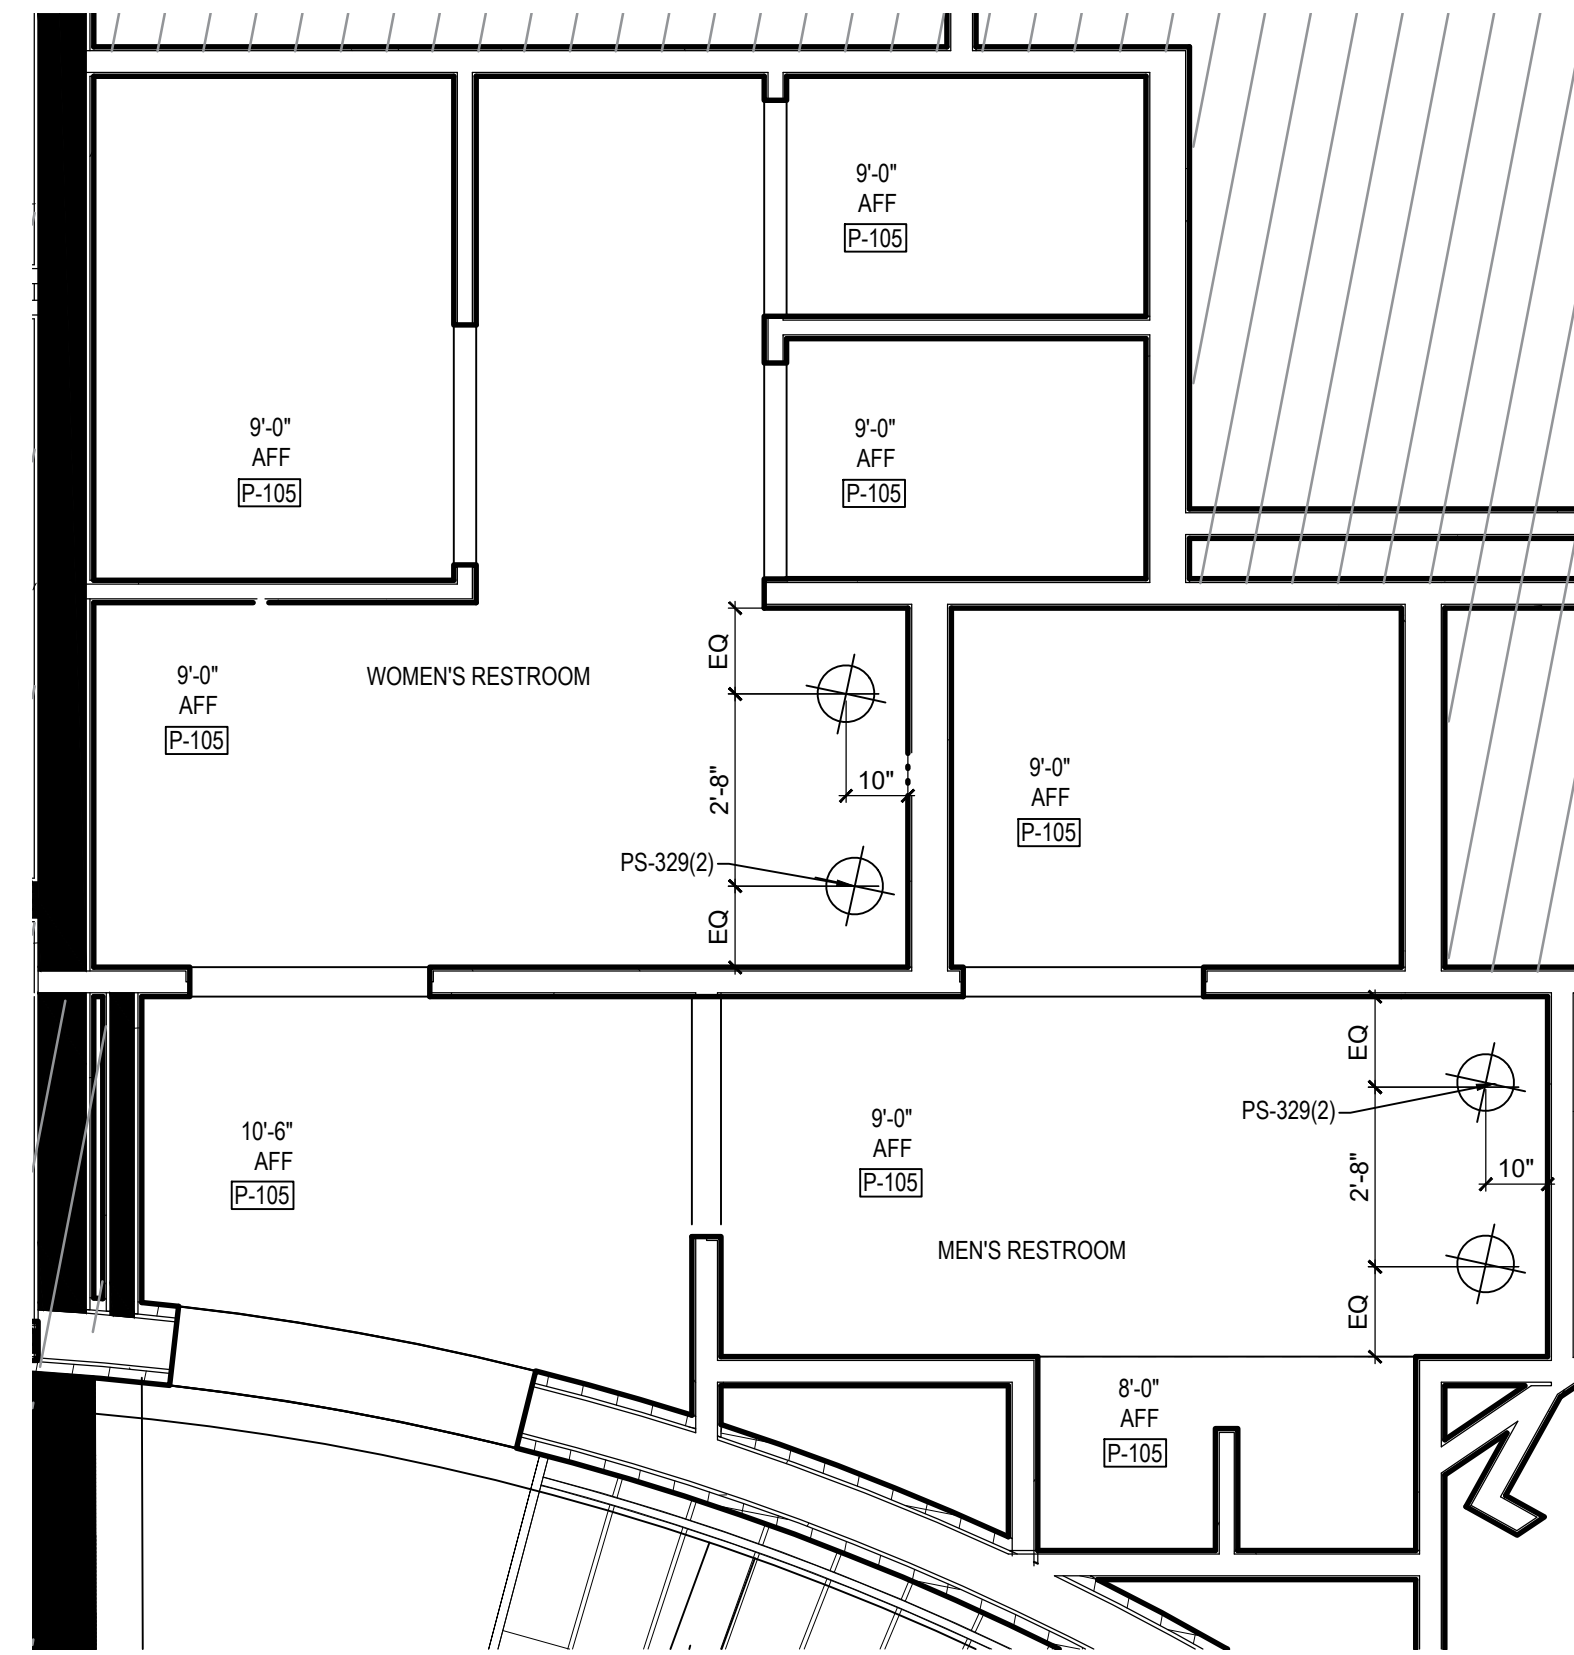 9'-0"
AFF
P-105
9'-0"
AFF
P-105
9'-0"
AFF
P-105
9'-0"
AFF
P-105
WOMEN'S RESTROOM
EQ
2'-8"
10"
PS-329(2)
EQ
9'-0"
AFF
P-105
10'-6"
AFF
P-105
9'-0"
AFF
P-105
MEN'S RESTROOM
EQ
PS-329(2)
2'-8"
10"
EQ
8'-0"
AFF
P-105